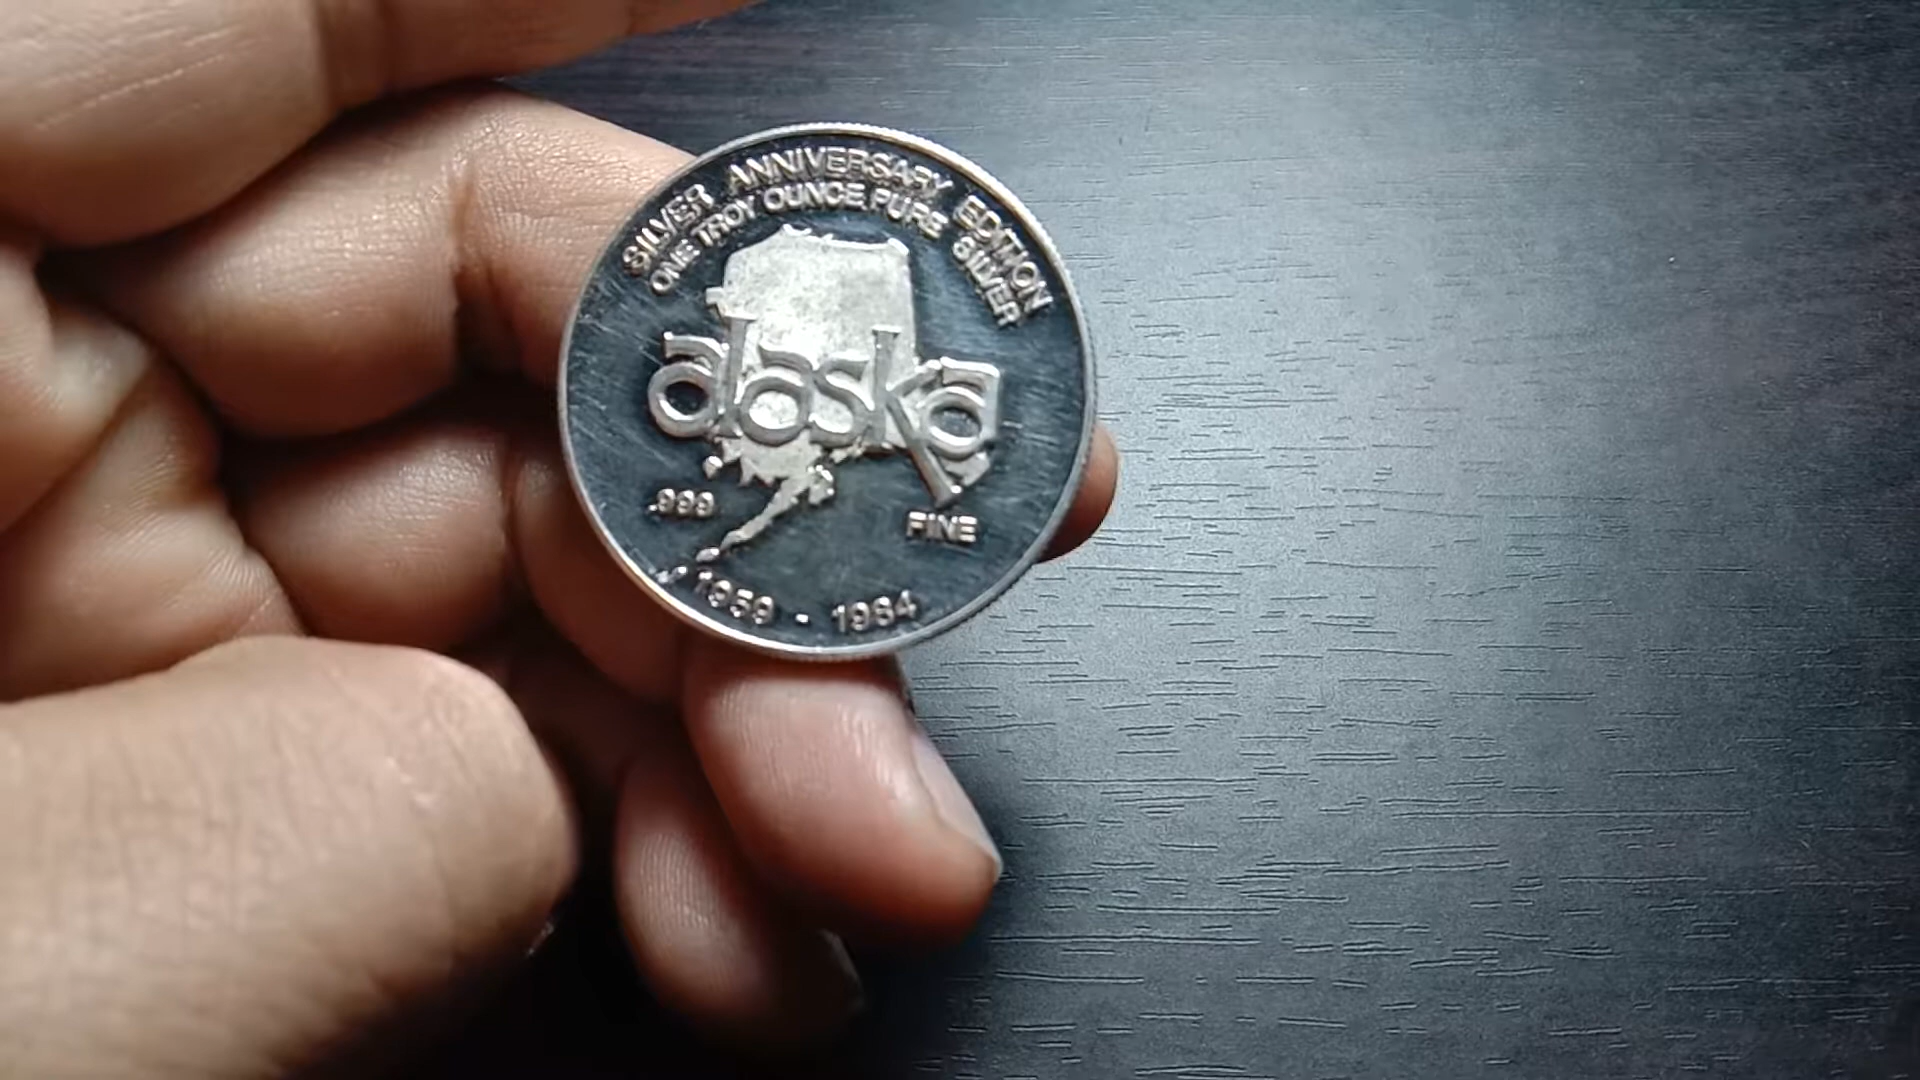 SILVER ANNIVERSARY EDITION
ONE TROY OUNCE PURE SILVER
alaska
.999
FINE
1959 - 1984